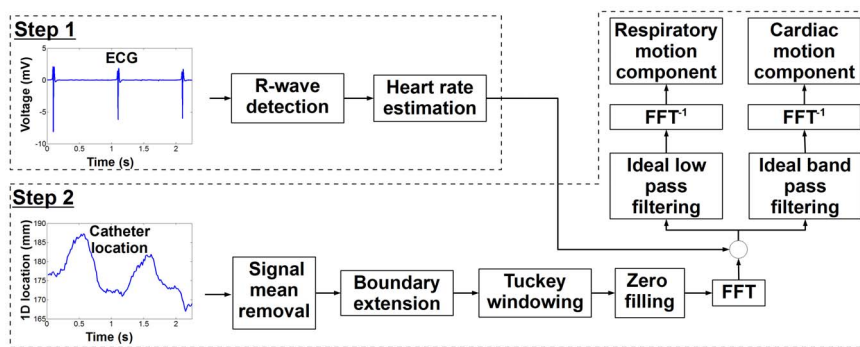 Step 1
ECG
Voltage (mV)
5
0
-5
-10
0
0.5
1
1.5
2
Time (s)
R-wave
detection
Heart rate
estimation
Respiratory
motion
component
Cardiac
motion
component
FFT-1
FFT-1
Ideal low
pass
filtering
Ideal band
pass
filtering
Step 2
Catheter
location
1D location (mm)
190
185
180
175
170
165
0
0.5
1
1.5
2
Time (s)
Signal
mean
removal
Boundary
extension
Tuckey
windowing
Zero
filling
FFT